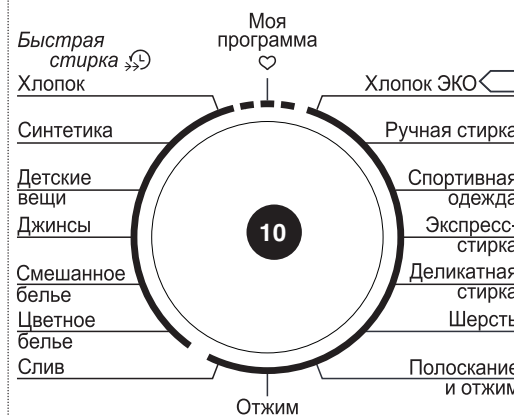 Моя
программа
Быстрая
стирка
Хлопок
Синтетика
Детские
вещи
Джинсы
Смешанное
белье
Цветное
белье
Слив
10
Отжим
Хлопок ЭКО
Ручная стирка
Спортивная
одежда
Экспресс-
стирка
Деликатная
стирка
Шерсть
Полоскание
и отжим